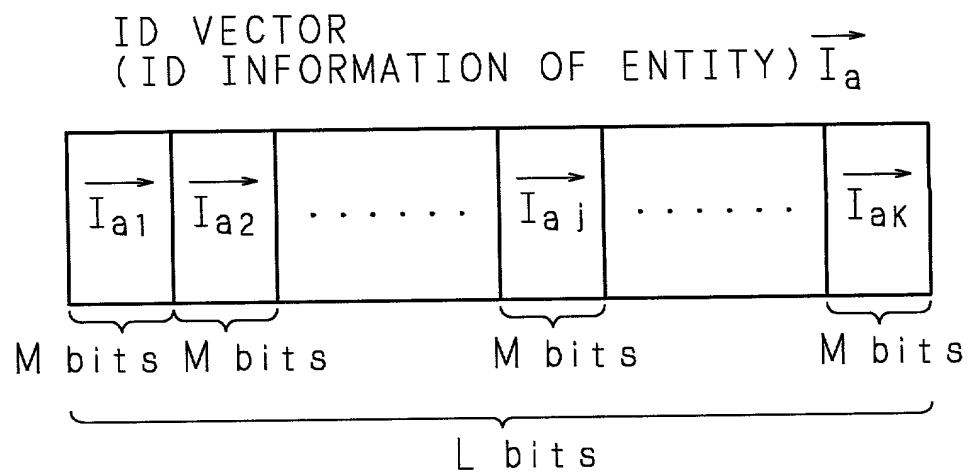 ID VECTOR
(ID INFORMATION OF ENTITY) I⃗a
I⃗a1 I⃗a2 ・・・・・・ I⃗aj ・・・・・・ I⃗aK
M bits M bits M bits M bits
L bits